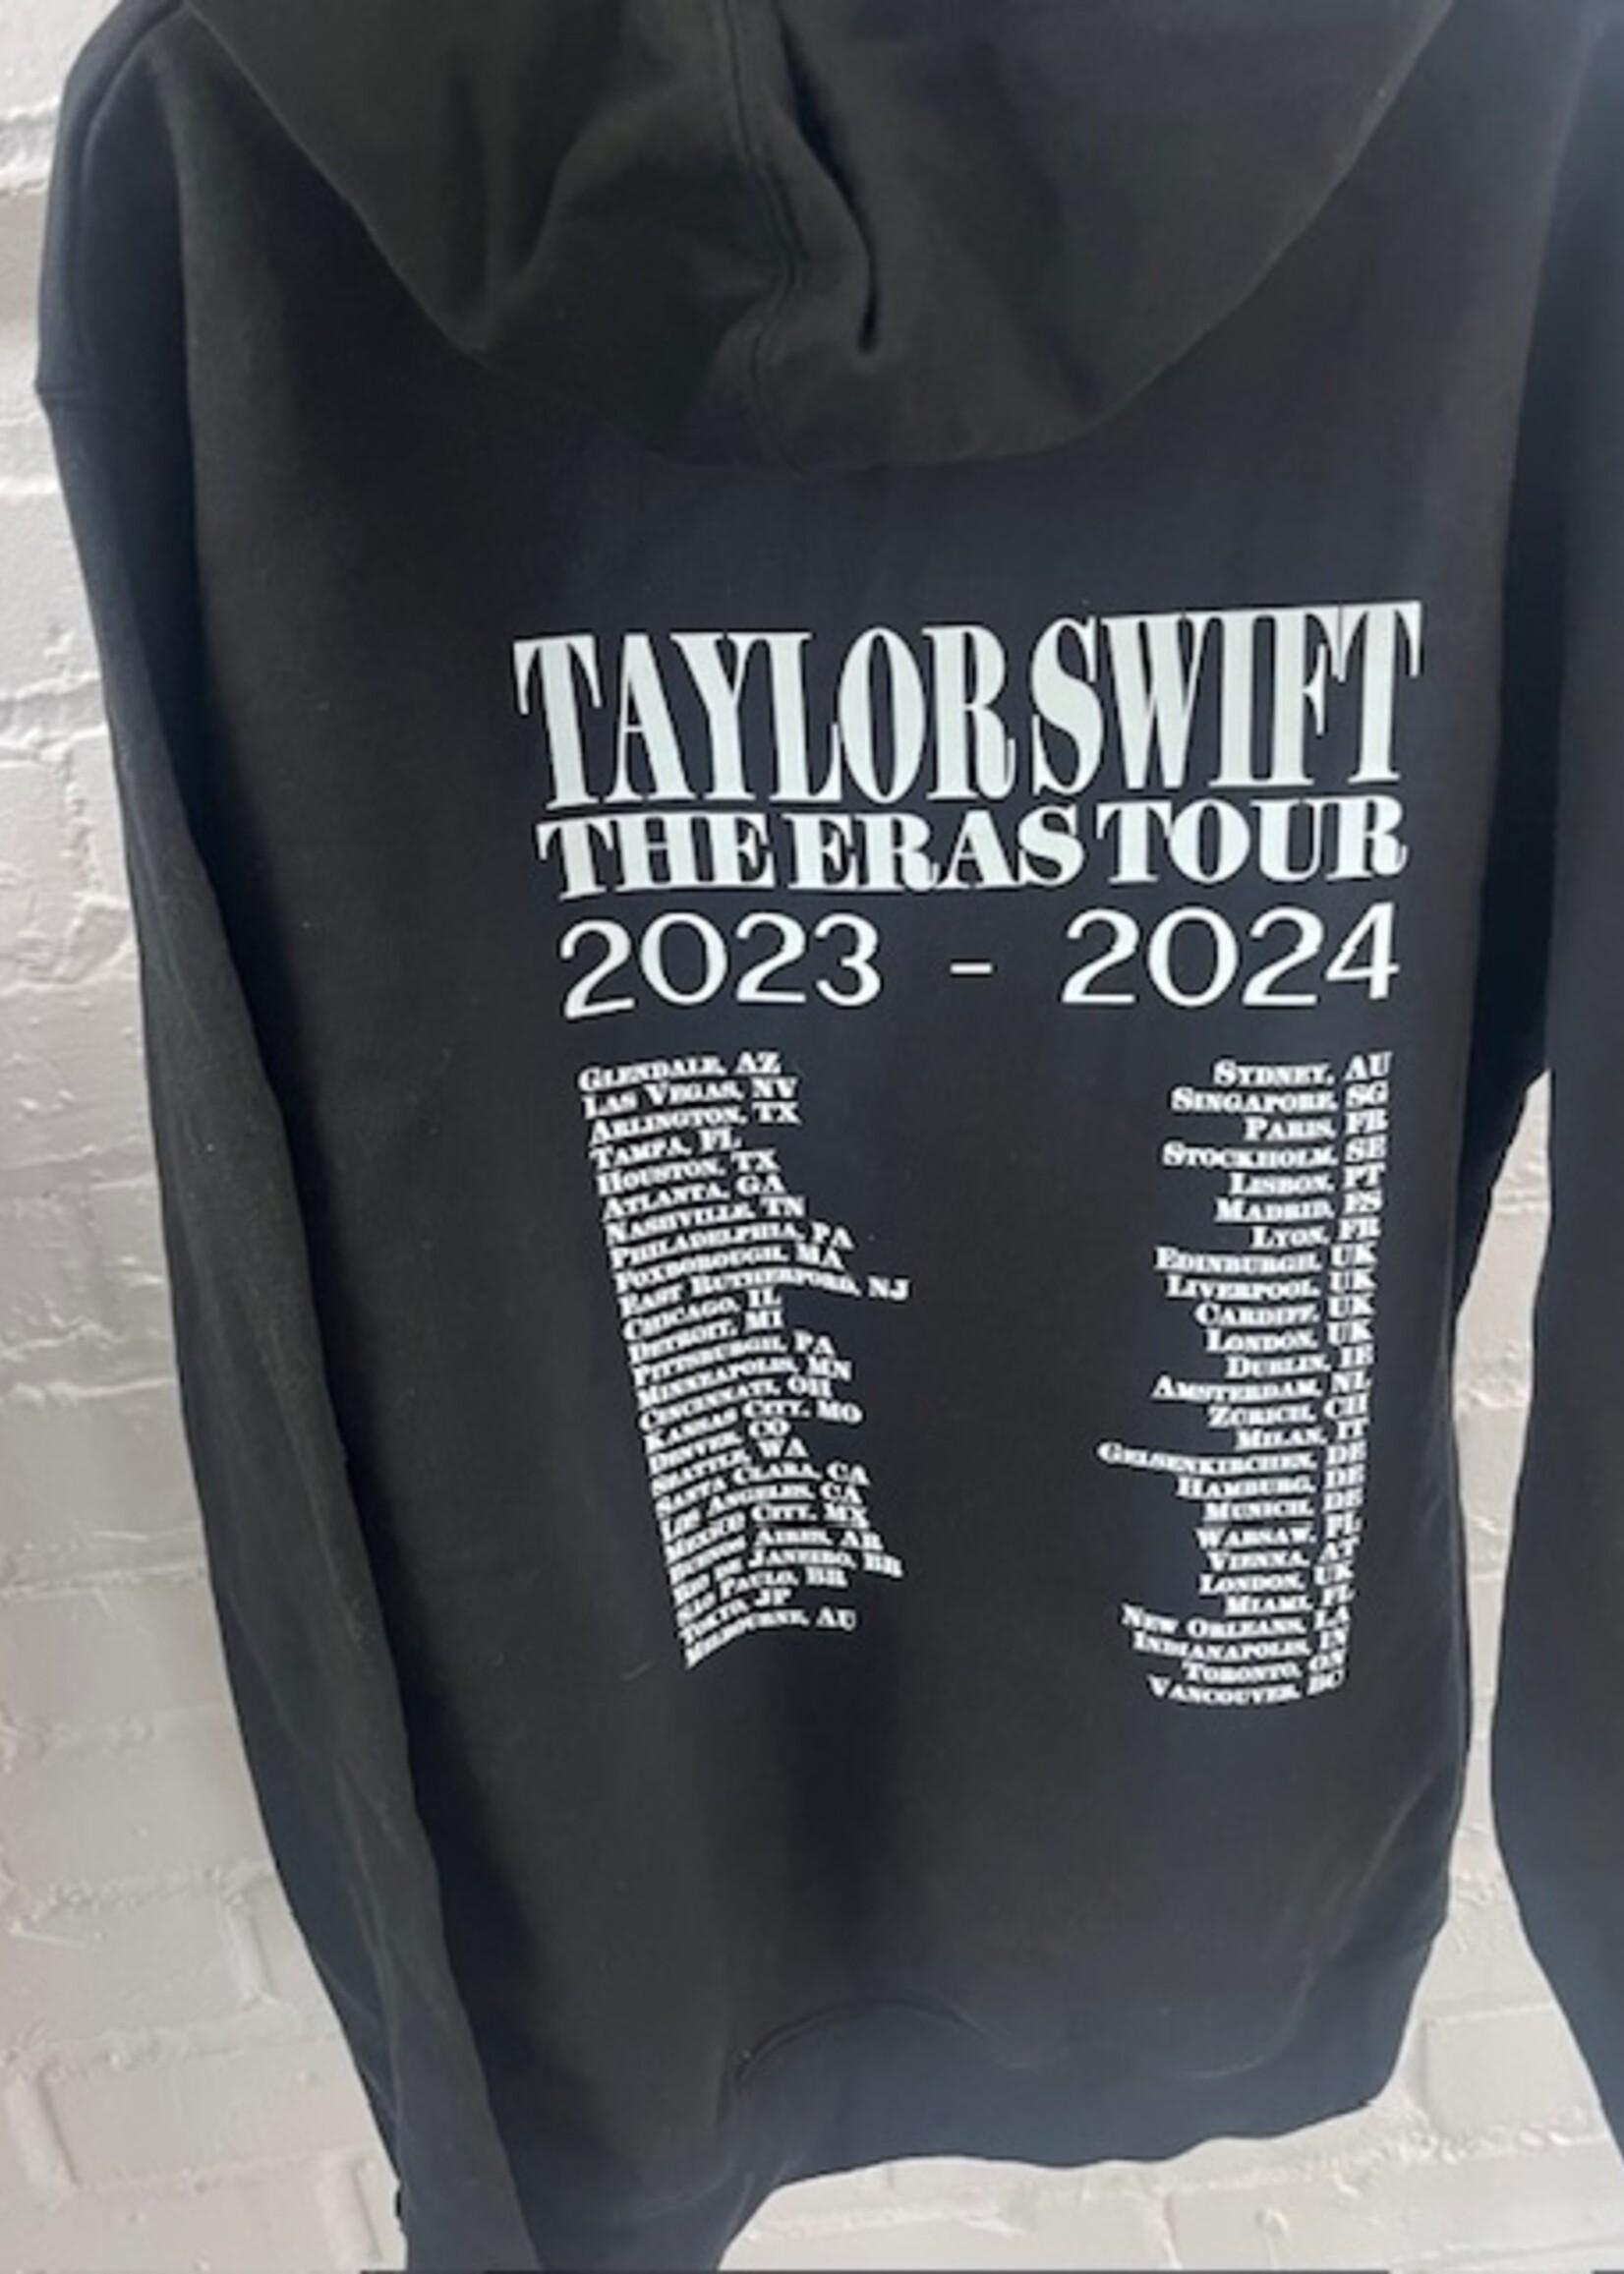 TAYLOR SWIFT
THE ERAS TOUR
2023 - 2024
GLENDALE, AZ
LAS VEGAS, NV
ARLINGTON, TX
TAMPA, FL
HOUSTON, TX
ATLANTA, GA
NASHVILLE, TN
PHILADELPHIA, PA
FOXBOROUGH, MA
EAST RUTHERFORD, NJ
CHICAGO, IL
DETROIT, MI
PITTSBURGH, PA
MINNEAPOLIS, MN
CINCINNATI, OH
KANSAS CITY, MO
DENVER, CO
SEATTLE, WA
SANTA CLARA, CA
LOS ANGELES, CA
MEXICO CITY, MX
BUENOS AIRES, AR
RIO DE JANEIRO, BR
SÃO PAULO, BR
TOKYO, JP
MELBOURNE, AU
SYDNEY, AU
SINGAPORE, SG
PARIS, FR
STOCKHOLM, SE
LISBON, PT
MADRID, ES
LYON, FR
EDINBURGH, UK
LIVERPOOL, UK
CARDIFF, UK
LONDON, UK
DUBLIN, IE
AMSTERDAM, NL
ZÜRICH, CH
MILAN, IT
GELSENKIRCHEN, DE
HAMBURG, DE
MUNICH, DE
WARSAW, PL
VIENNA, AT
LONDON, UK
MIAMI, FL
NEW ORLEANS, LA
INDIANAPOLIS, IN
TORONTO, ON
VANCOUVER, BC